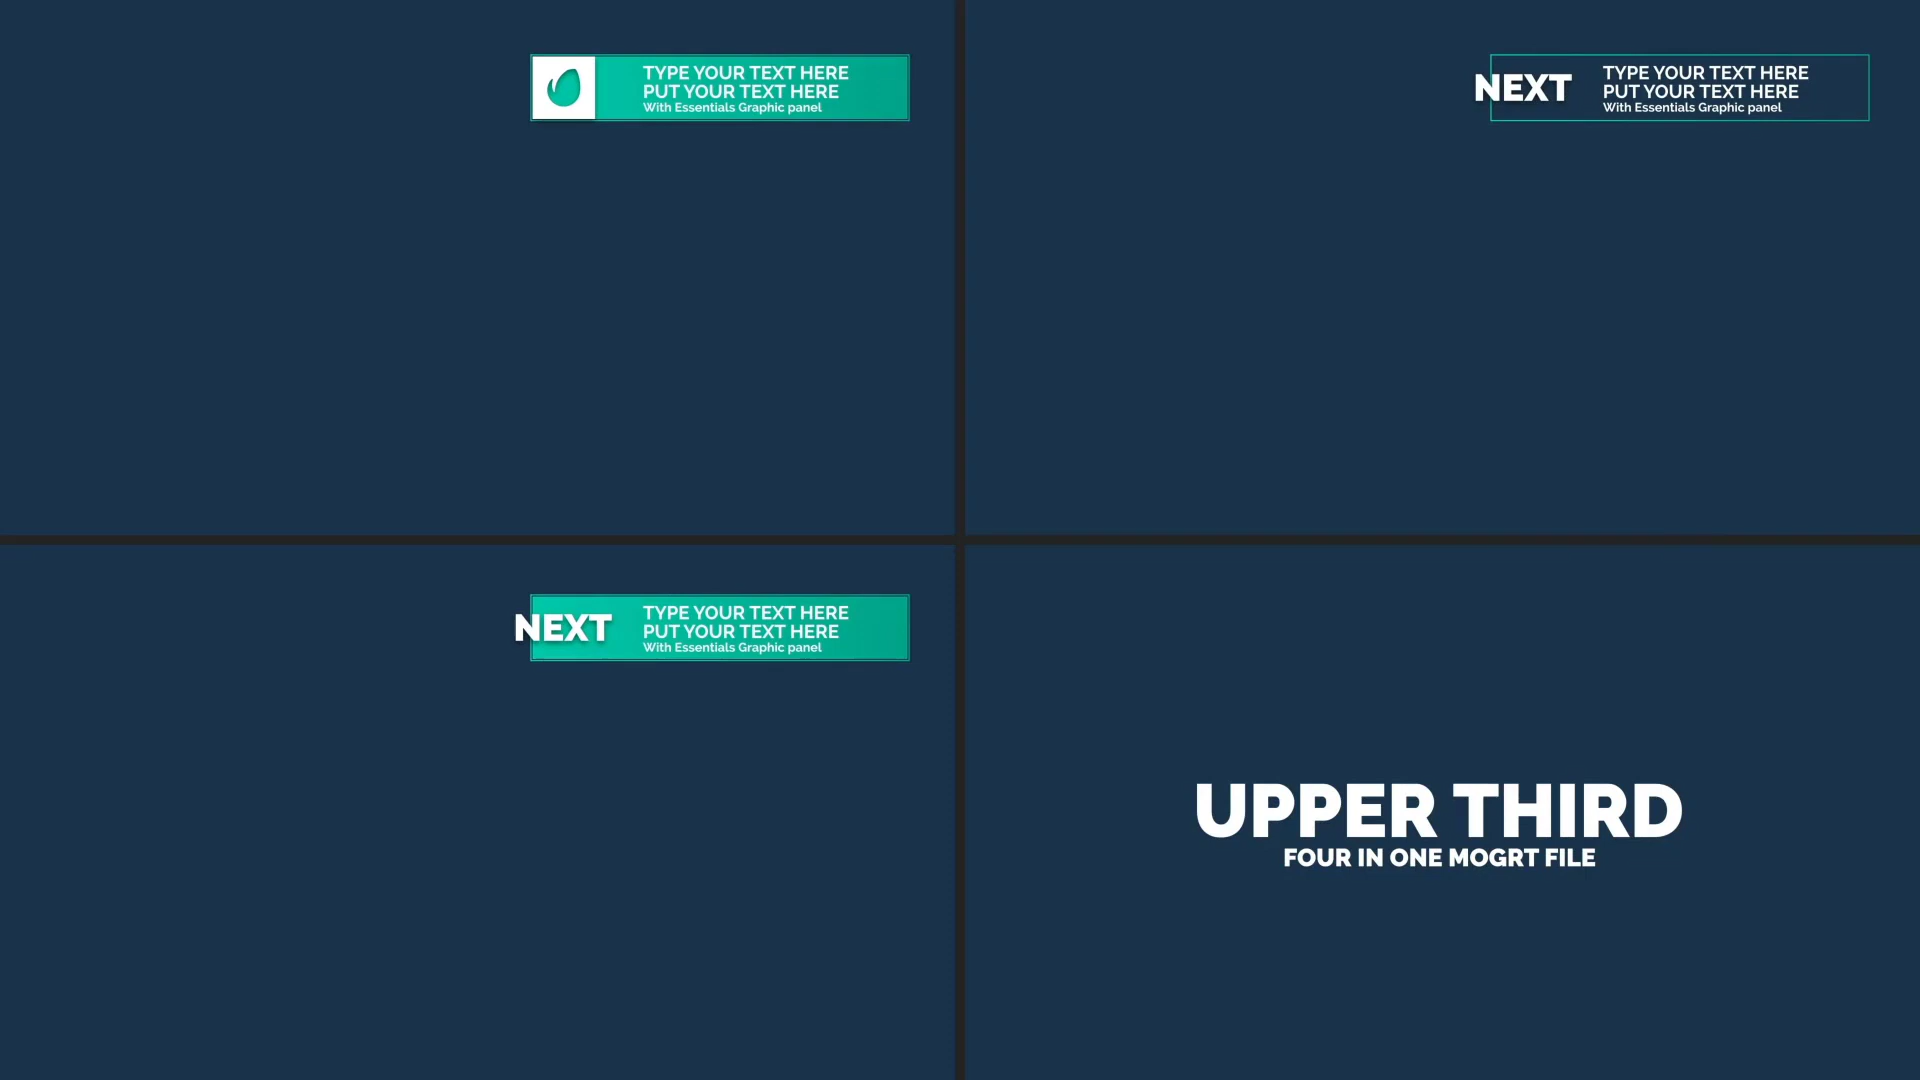 TYPE YOUR TEXT HERE
PUT YOUR TEXT HERE
With Essentials Graphic panel
NEXT
TYPE YOUR TEXT HERE
PUT YOUR TEXT HERE
With Essentials Graphic panel
NEXT
TYPE YOUR TEXT HERE
PUT YOUR TEXT HERE
With Essentials Graphic panel
UPPER THIRD
FOUR IN ONE MOGRT FILE